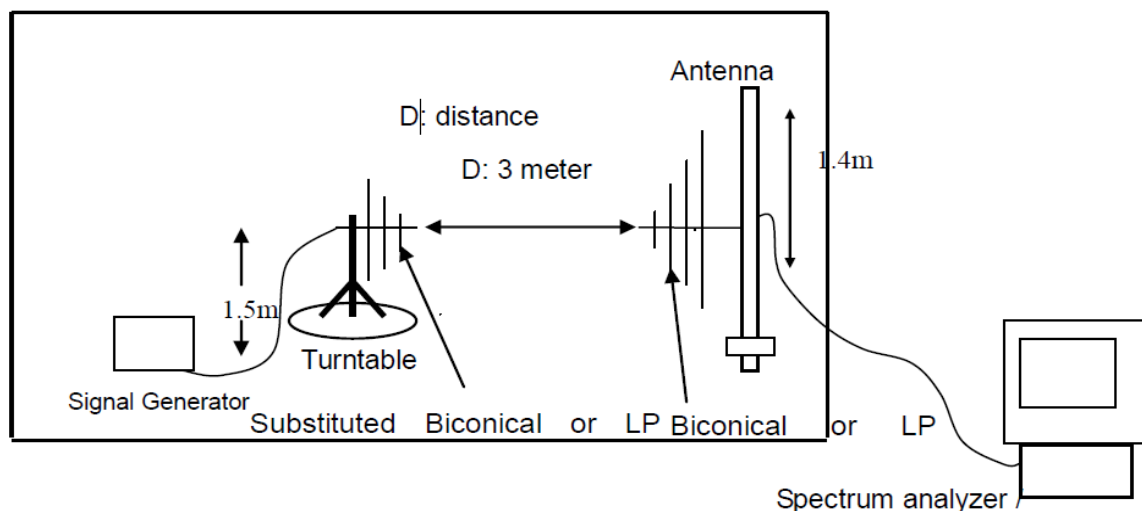 Antenna
D: distance
D: 3 meter
1.4m
1.5m
Turntable
Signal Generator
Substituted Biconical or LP Biconical or LP
Spectrum analyzer /